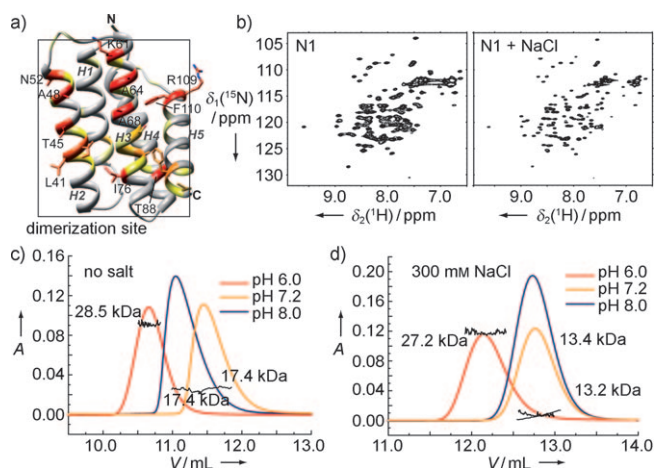 a)
N
K61
H1
N52
A48
A64
R109
F110
A68
H3
H4
H5
T45
L41
I76
H2
T88
C
dimerization site
b)
δ₁(¹⁵N)
/ ppm
N1
N1 + NaCl
105
110
115
120
125
130
9.0 8.0 7.0
9.0 8.0 7.0
δ₂(¹H) / ppm
δ₂(¹H) / ppm
c)
no salt
0.16
0.12
0.08
0.04
0.00
A
pH 6.0
pH 7.2
pH 8.0
28.5 kDa
17.4 kDa
17.4 kDa
10.0 11.0 12.0 13.0
V / mL
d)
300 mM NaCl
0.20
0.16
0.12
0.08
0.04
0.00
A
pH 6.0
pH 7.2
pH 8.0
27.2 kDa
13.4 kDa
13.2 kDa
11.0 12.0 13.0 14.0
V / mL